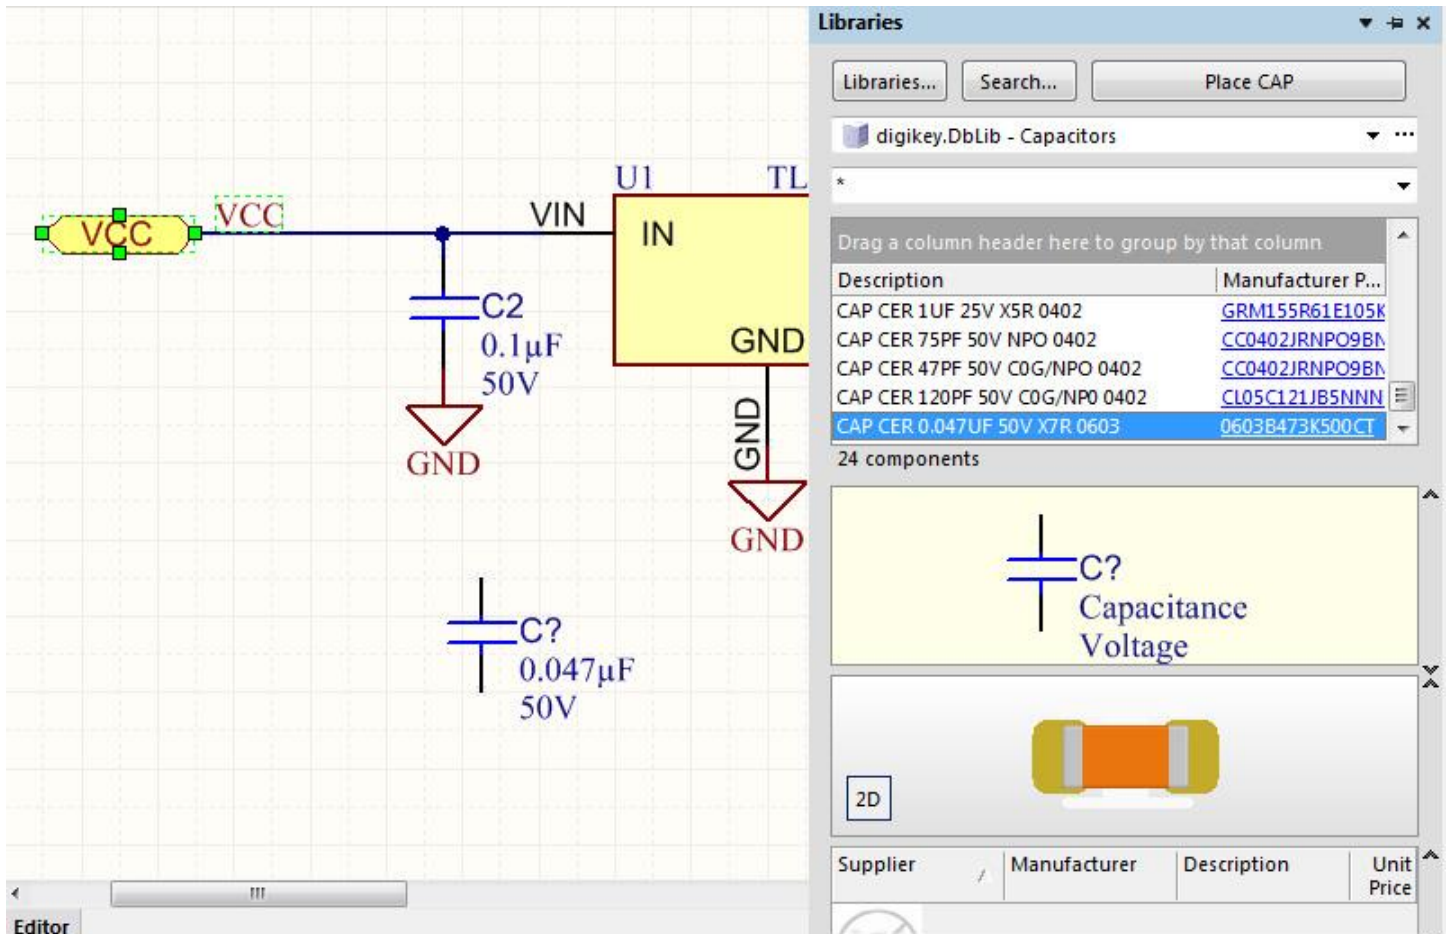 Libraries
Libraries...
Search...
Place CAP
digikey.DbLib - Capacitors
*
Drag a column header here to group by that column
Description Manufacturer P...
CAP CER 1UF 25V X5R 0402 GRM155R61E105K
CAP CER 75PF 50V NPO 0402 CC0402JRNPO9BN
CAP CER 47PF 50V C0G/NPO 0402 CC0402JRNPO9BN
CAP CER 120PF 50V C0G/NP0 0402 CL05C121JB5NNN
CAP CER 0.047UF 50V X7R 0603 0603B473K500CT
24 components
C?
Capacitance
Voltage
2D
Supplier Manufacturer Description Unit Price
VCC
VCC
VIN
U1
TL
IN
GND
C2
0.1µF
50V
GND
GND
GND
C?
0.047µF
50V
Editor